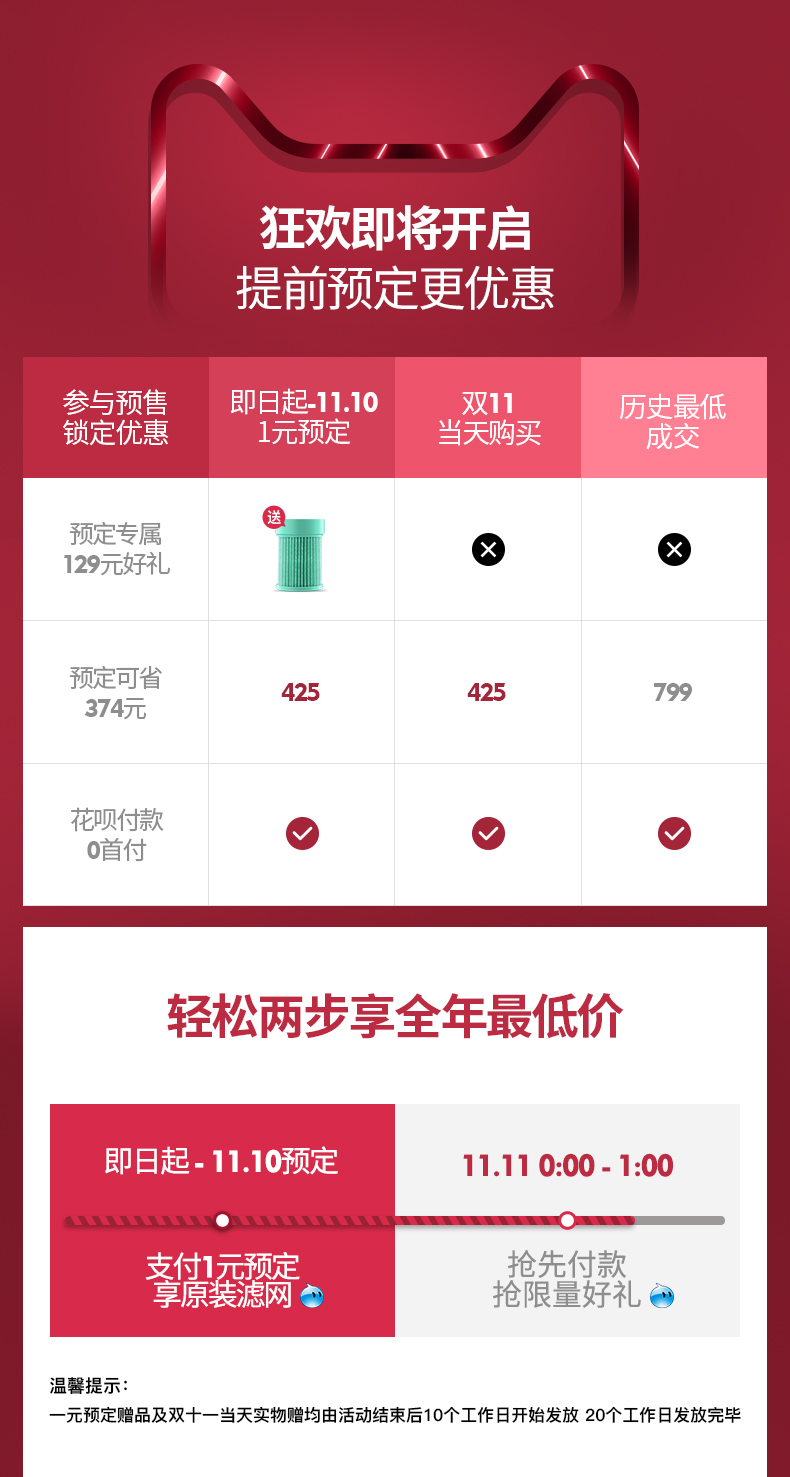 狂欢即将开启
提前预定更优惠
参与预售
锁定优惠
即日起-11.10
1元预定
双11
当天购买
历史最低
成交
预定专属
129元好礼
送
预定可省
374元
425
425
799
花呗付款
0首付
轻松两步享全年最低价
即日起 - 11.10预定
11.11 0:00 - 1:00
支付1元预定
享原装滤网
抢先付款
抢限量好礼
温馨提示：
一元预定赠品及双十一当天实物赠均由活动结束后10个工作日开始发放 20个工作日发放完毕